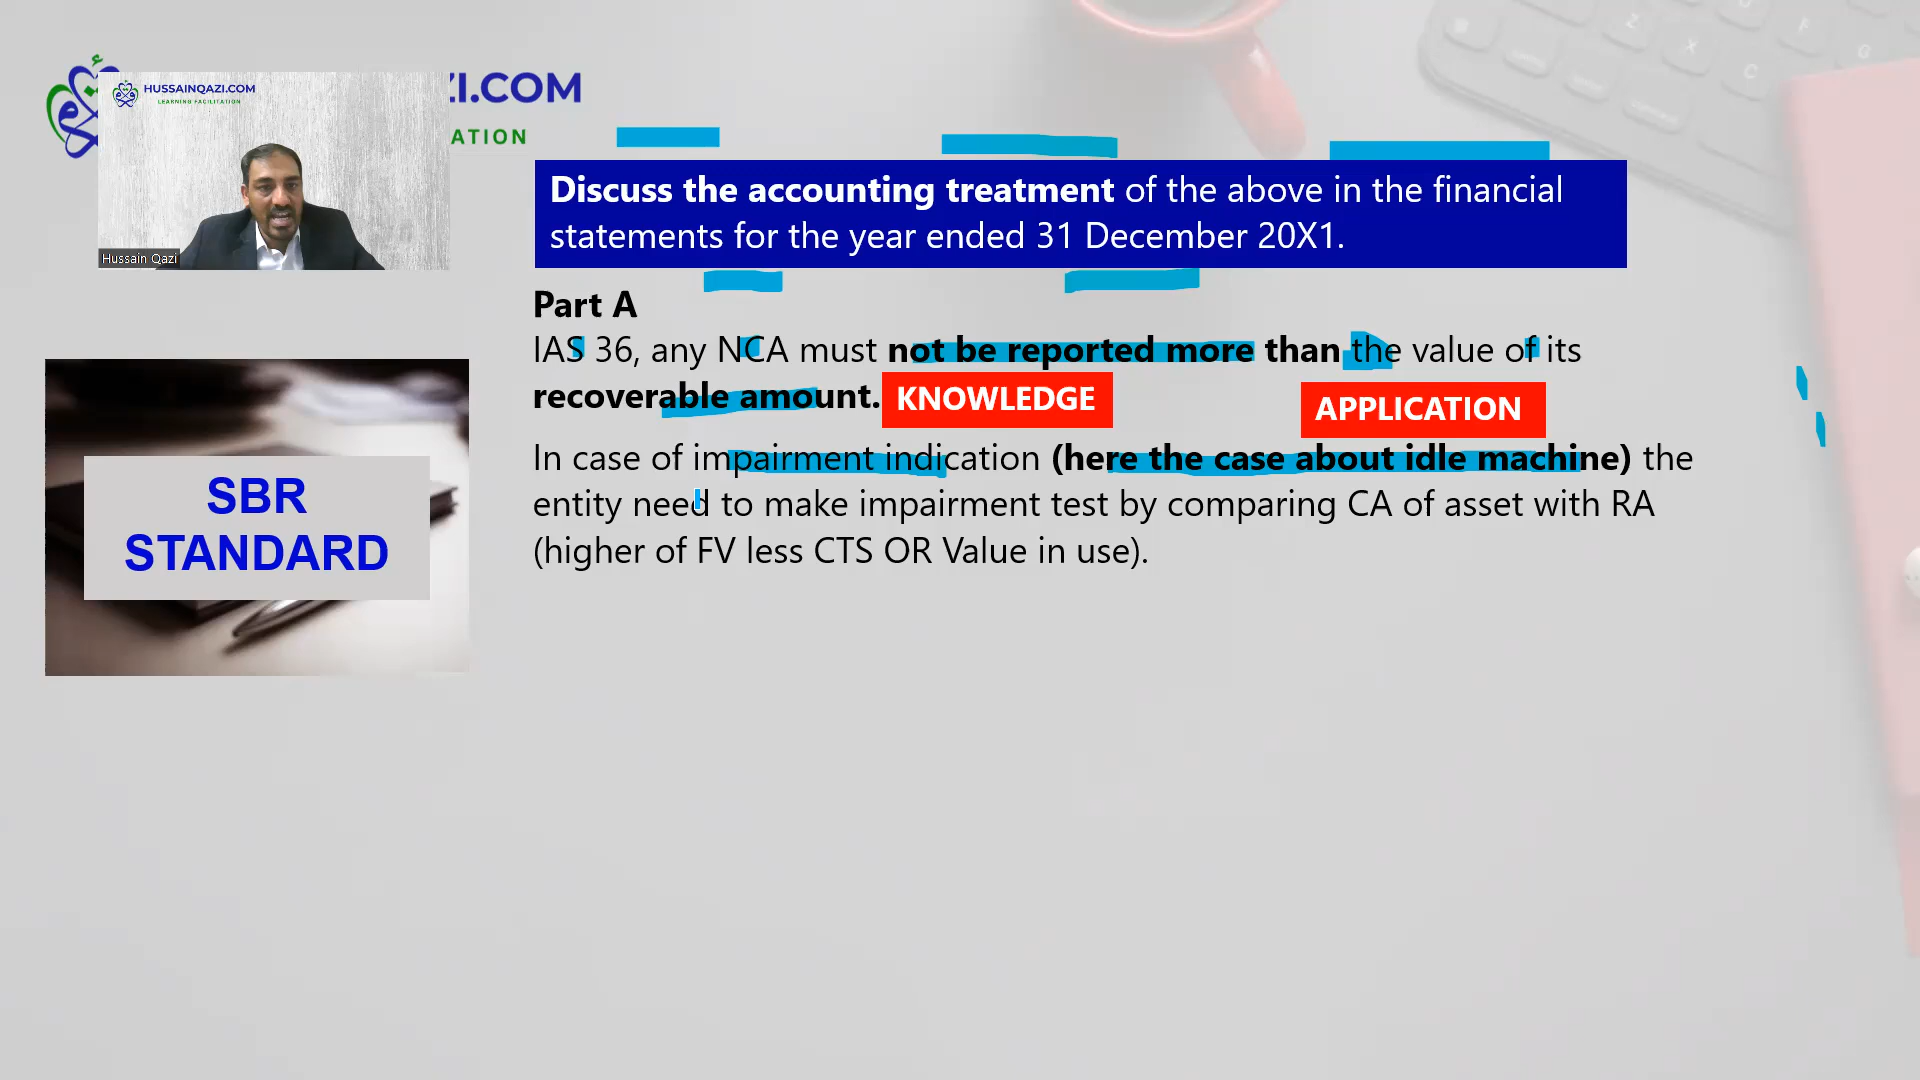 ZI.COM
ATION
HUSSAINQAZI.COM
LEARNING FACILITATION
Hussain Qazi
Discuss the accounting treatment of the above in the financial
statements for the year ended 31 December 20X1.
Part A
IAS 36, any NCA must not be reported more than the value of its
recoverable amount. KNOWLEDGE
APPLICATION
In case of impairment indication (here the case about idle machine) the
entity need to make impairment test by comparing CA of asset with RA
(higher of FV less CTS OR Value in use).
SBR
STANDARD